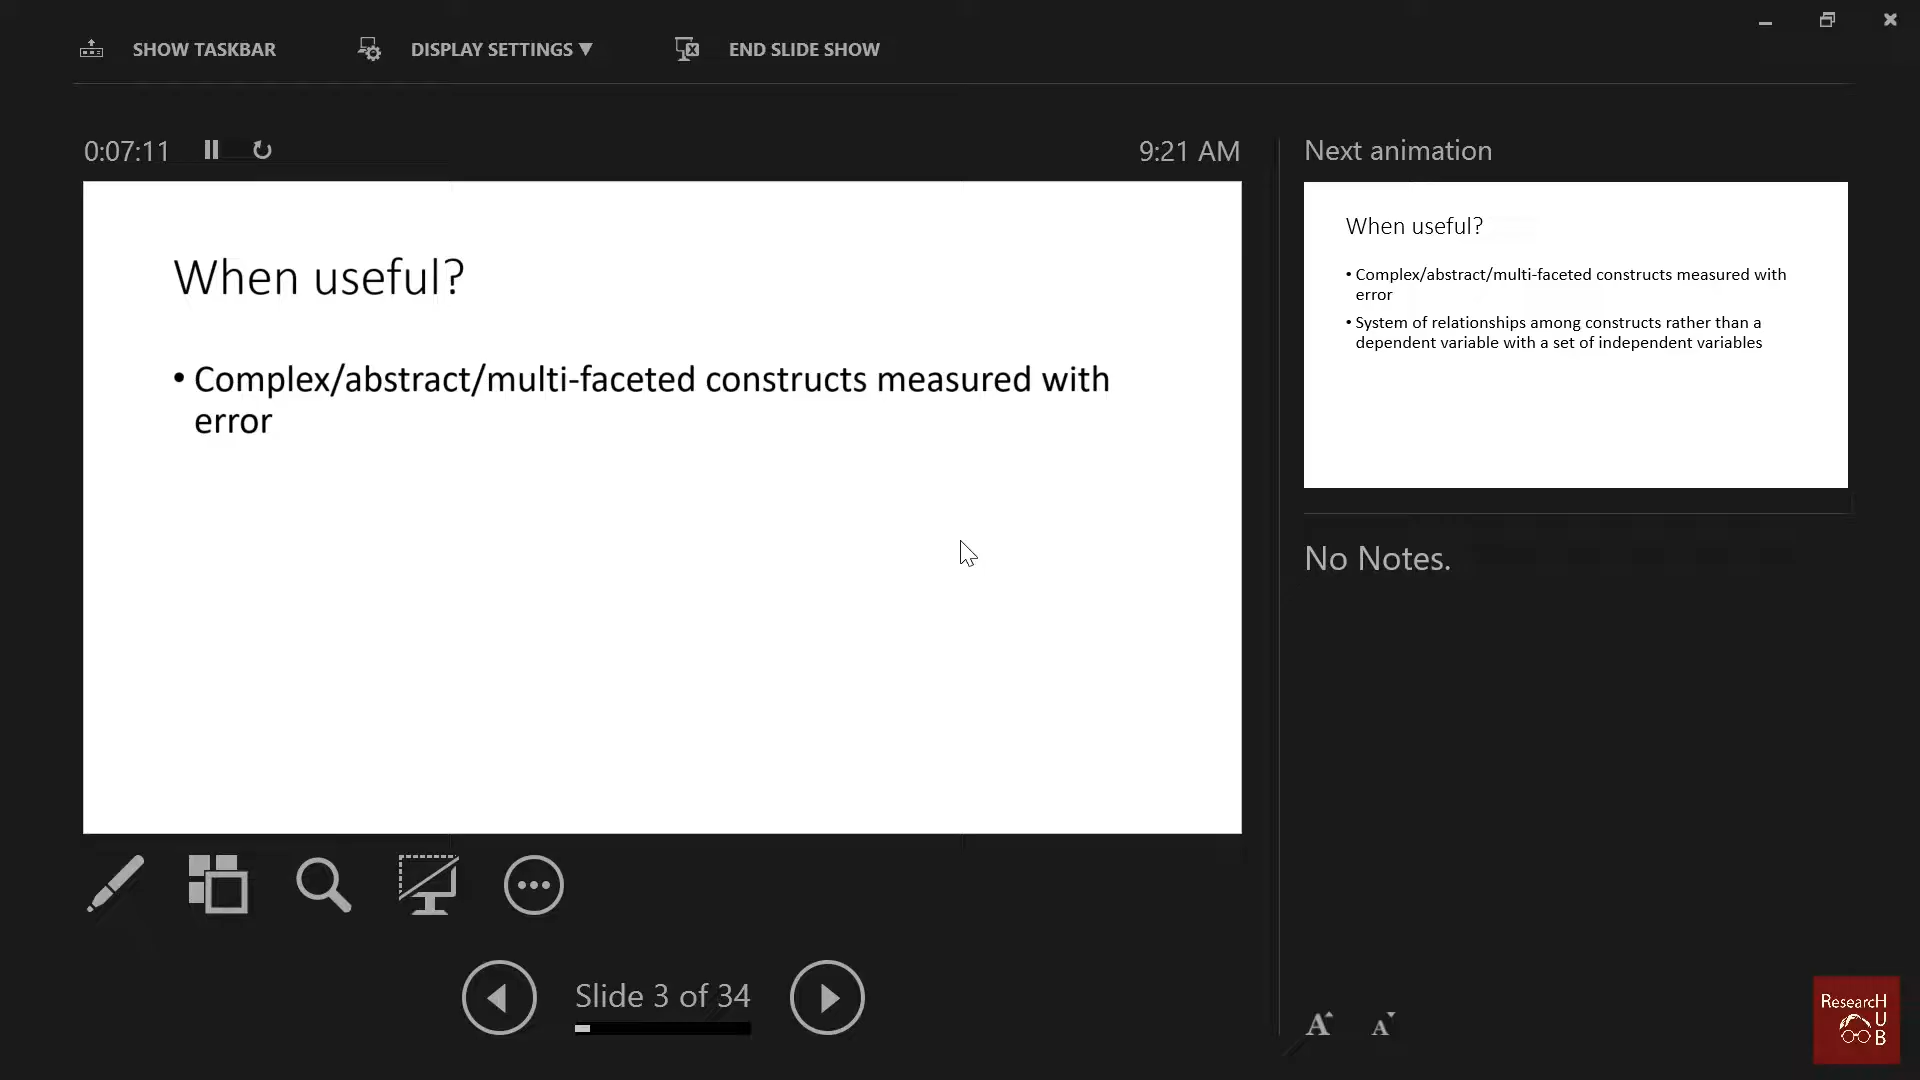 SHOW TASKBAR
DISPLAY SETTINGS ▼
END SLIDE SHOW
0:07:11
9:21 AM
When useful?
• Complex/abstract/multi-faceted constructs measured with
error
Next animation
When useful?
• Complex/abstract/multi-faceted constructs measured with
error
• System of relationships among constructs rather than a
dependent variable with a set of independent variables
No Notes.
Slide 3 of 34
A A
ResearcH
U
B